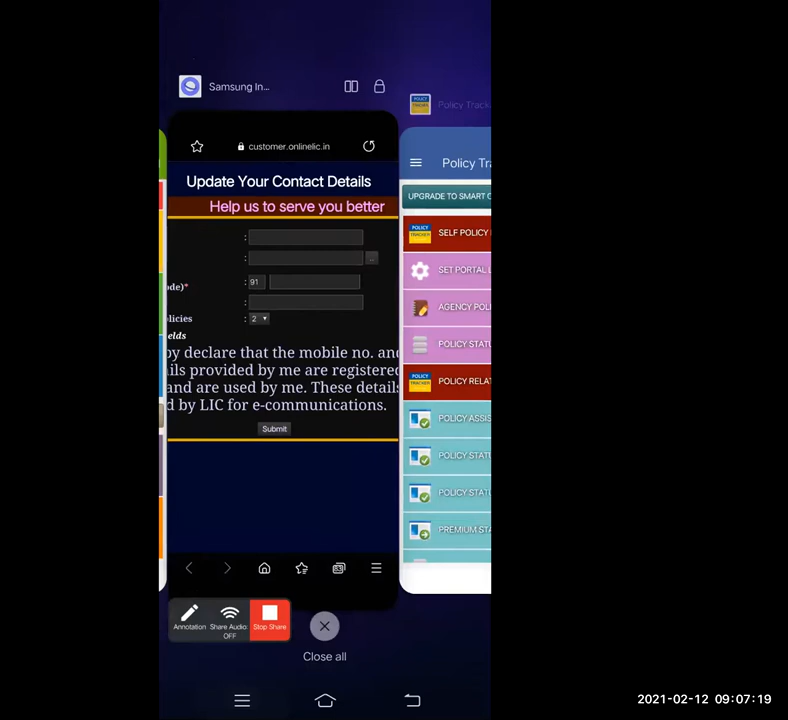 Samsung In...
Policy Track
customer.onlinelic.in
Policy Tra
Update Your Contact Details
Help us to serve you better
UPGRADE TO SMART
SELF POLICY
:
: ..
SET PORTAL L
ode)*
: 91
:
AGENCY POLI
licies : 2
elds
POLICY STATU
by declare that the mobile no. and
ils provided by me are registered
and are used by me. These details
d by LIC for e-communications.
POLICY RELAT
Submit
POLICY ASSIS
POLICY STATU
POLICY STATU
PREMIUM STA
Annotation
Share Audio: OFF
Stop Share
Close all
2021-02-12 09:07:19